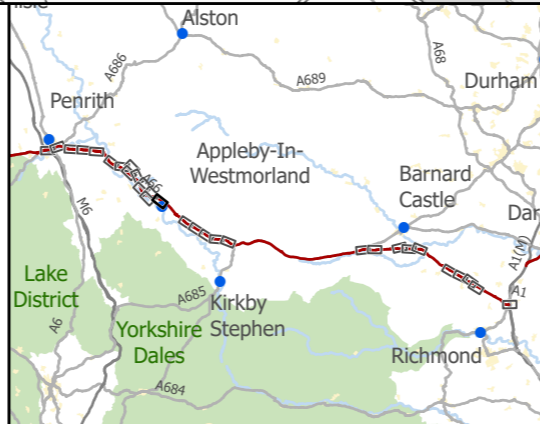 Alston
A686
A68
A689
Durham
Penrith
Appleby-In-
Westmorland
A66
Barnard
Castle
M6
A1(M)
A1
Lake
District
A6
A685
Kirkby
Stephen
Yorkshire
Dales
A684
Richmond